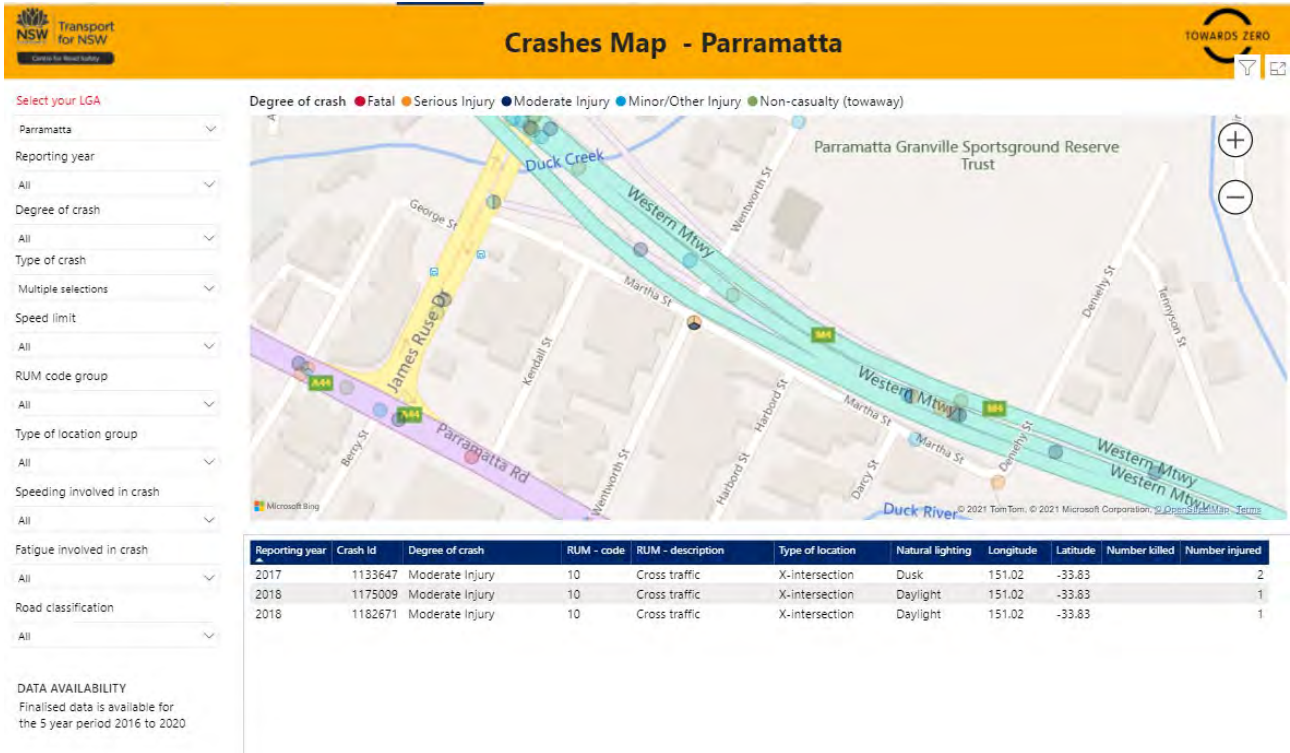 NSW
Transport
for NSW
Centre for Road Safety
Crashes Map - Parramatta
TOWARDS ZERO
Select your LGA
Parramatta
Reporting year
All
Degree of crash
All
Type of crash
Multiple selections
Speed limit
All
RUM code group
All
Type of location group
All
Speeding involved in crash
All
Fatigue involved in crash
All
Road classification
All
DATA AVAILABILITY
Finalised data is available for
the 5 year period 2016 to 2020
Degree of crash Fatal Serious Injury Moderate Injury Minor/Other Injury Non-casualty (towaway)
Duck Creek
Parramatta Granville Sportsground Reserve
Trust
George St
Western Mtwy
Wentworth St
Martha St
James Ruse Dr
Kendall St
M4
Denieny St
Tennyson St
A44
A44
Parramatta Rd
Berry St
Wentworth St
Harbord St
Harbord St
Western Mtwy
M4
Martha St
Martha St
Darcy St
Deniehy St
Western Mtwy
Western Mtwy
Duck River
Microsoft Bing
© 2021 TomTom, © 2021 Microsoft Corporation, © OpenStreetMap Terms
Reporting year Crash Id Degree of crash RUM - code RUM - description Type of location Natural lighting Longitude Latitude Number killed Number injured
2017 1133647 Moderate Injury 10 Cross traffic X-intersection Dusk 151.02 -33.83 2
2018 1175009 Moderate Injury 10 Cross traffic X-intersection Daylight 151.02 -33.83 1
2018 1182671 Moderate Injury 10 Cross traffic X-intersection Daylight 151.02 -33.83 1